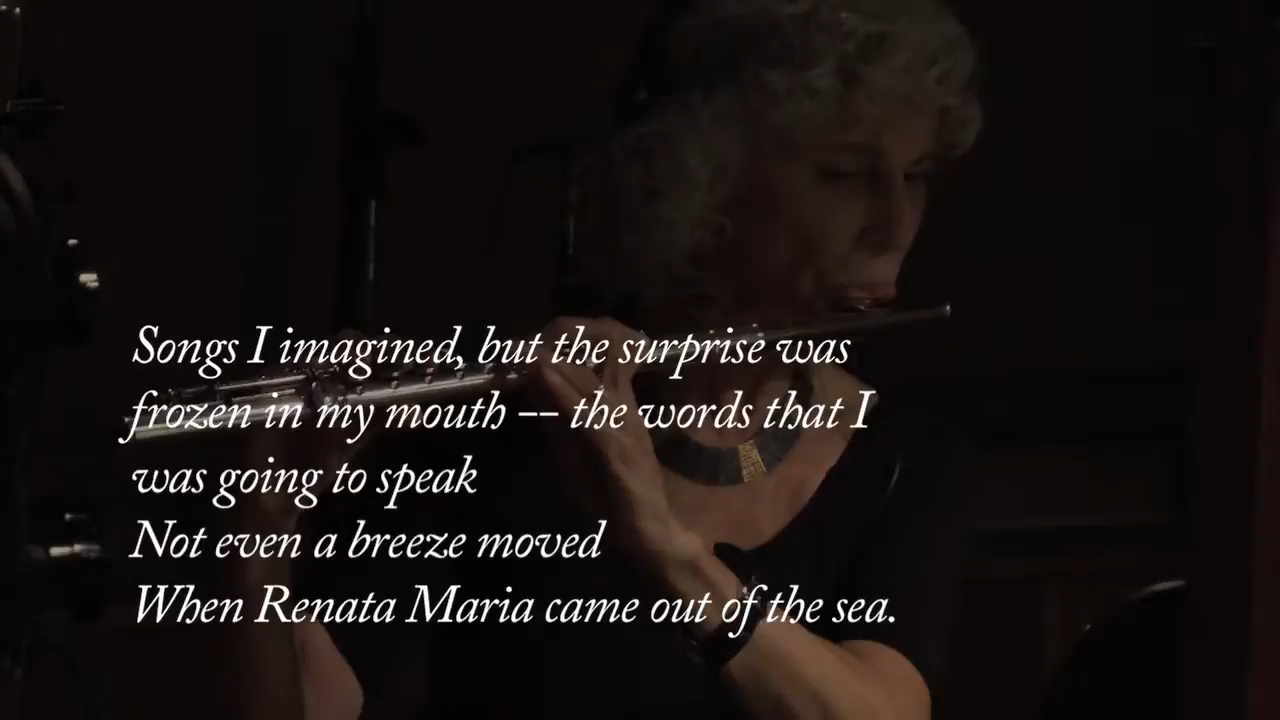 Songs I imagined, but the surprise was
frozen in my mouth -- the words that I
was going to speak
Not even a breeze moved
When Renata Maria came out of the sea.